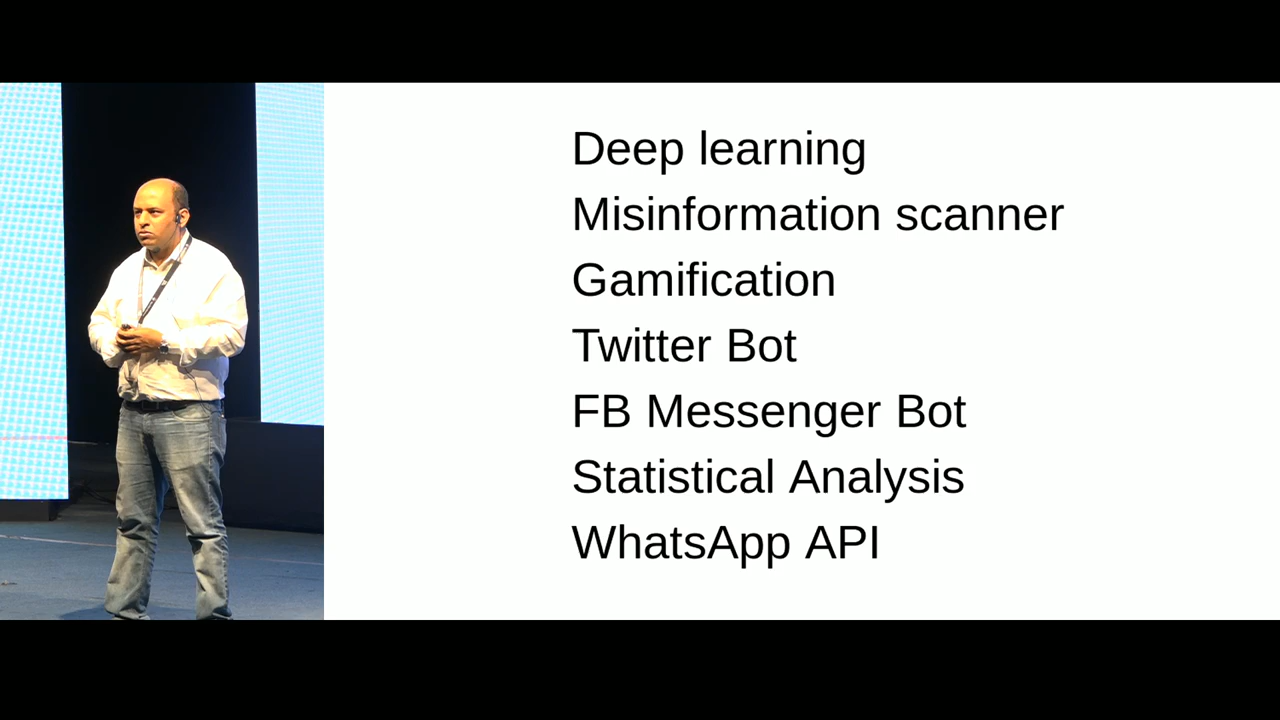 Deep learning
Misinformation scanner
Gamification
Twitter Bot
FB Messenger Bot
Statistical Analysis
WhatsApp API